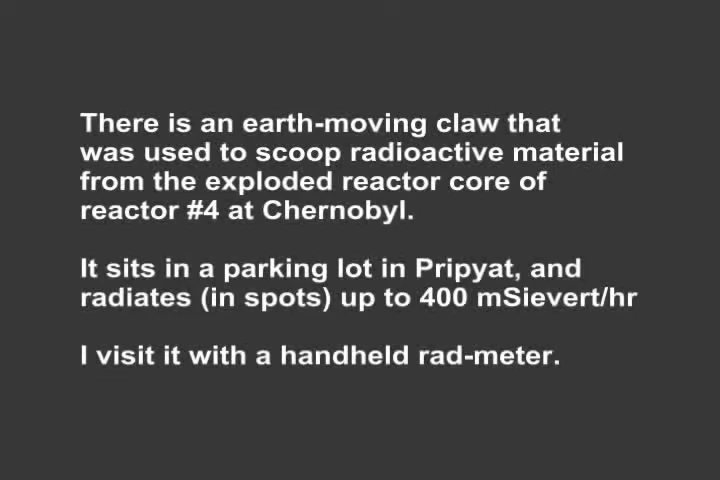 There is an earth-moving claw that
was used to scoop radioactive material
from the exploded reactor core of
reactor #4 at Chernobyl.
It sits in a parking lot in Pripyat, and
radiates (in spots) up to 400 mSievert/hr
I visit it with a handheld rad-meter.